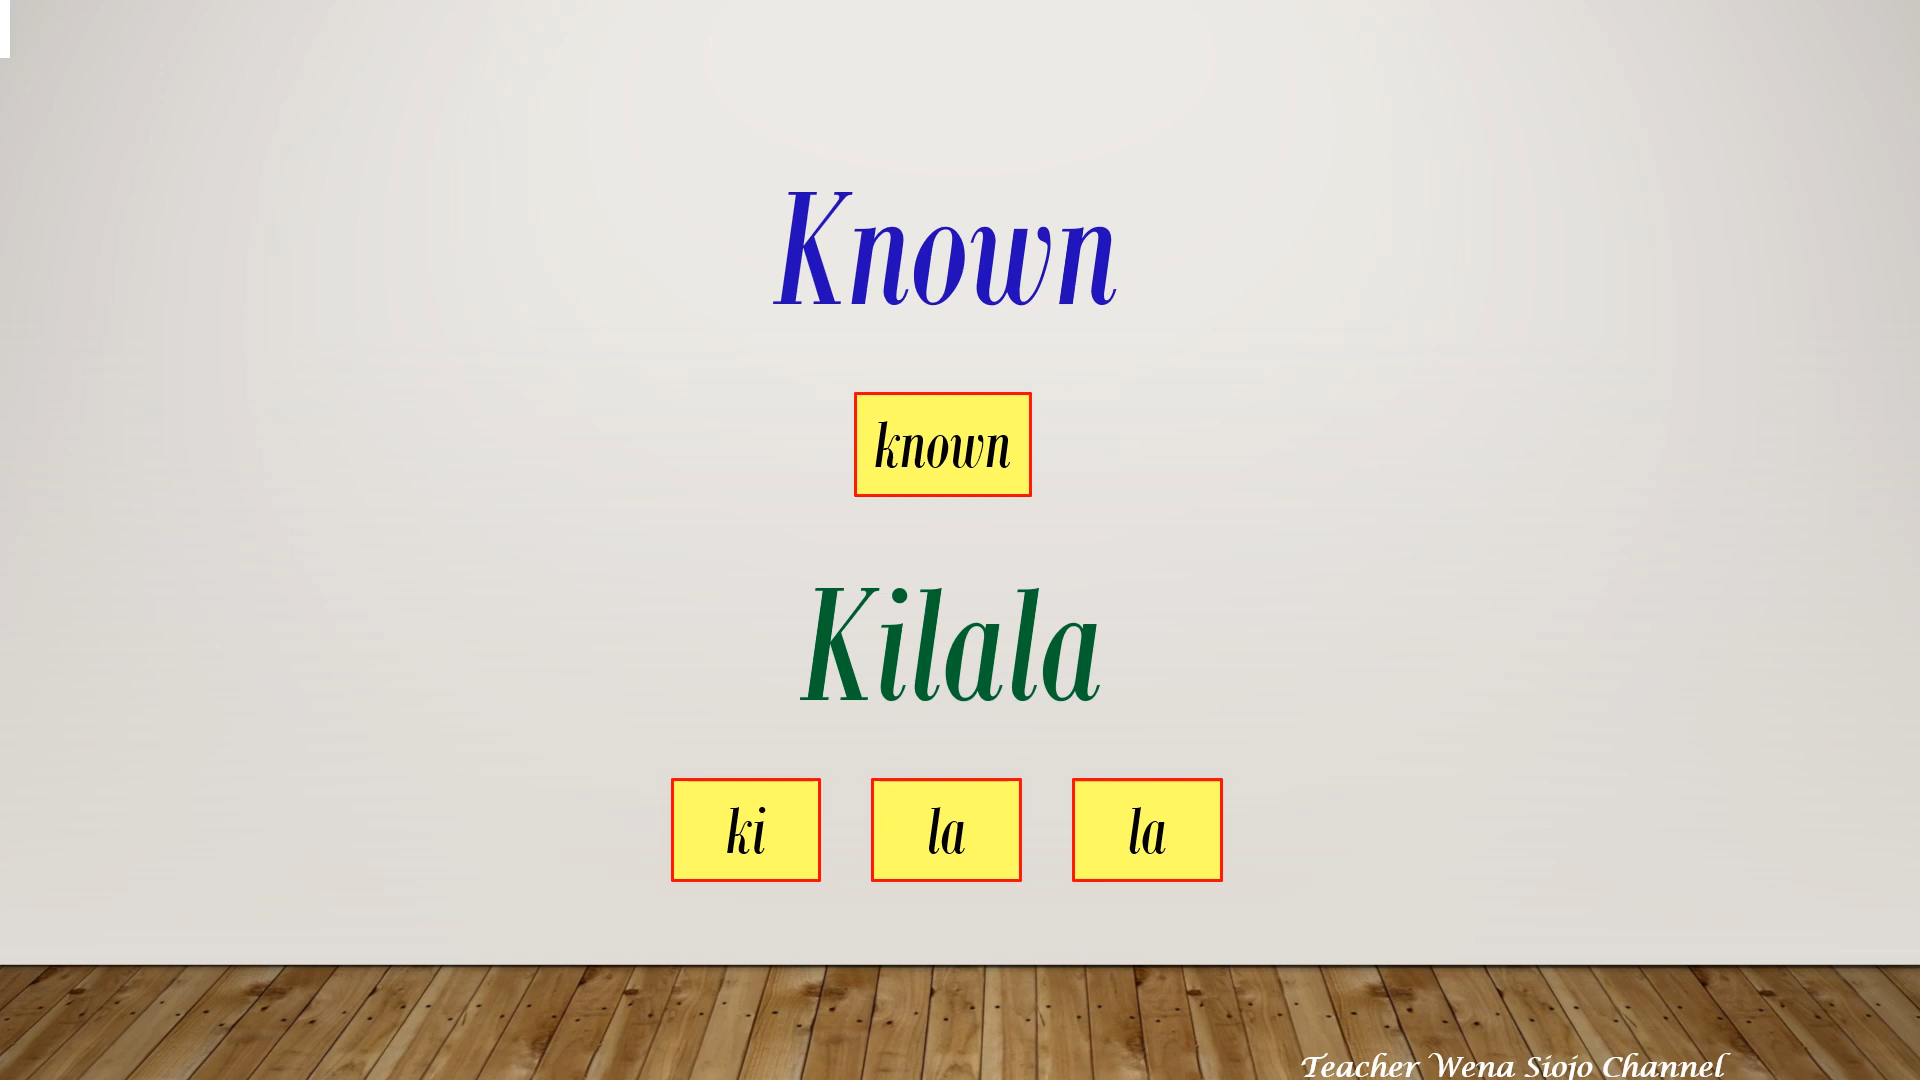 Known
known
Kilala
ki la la
Teacher Wena Siojo Channel